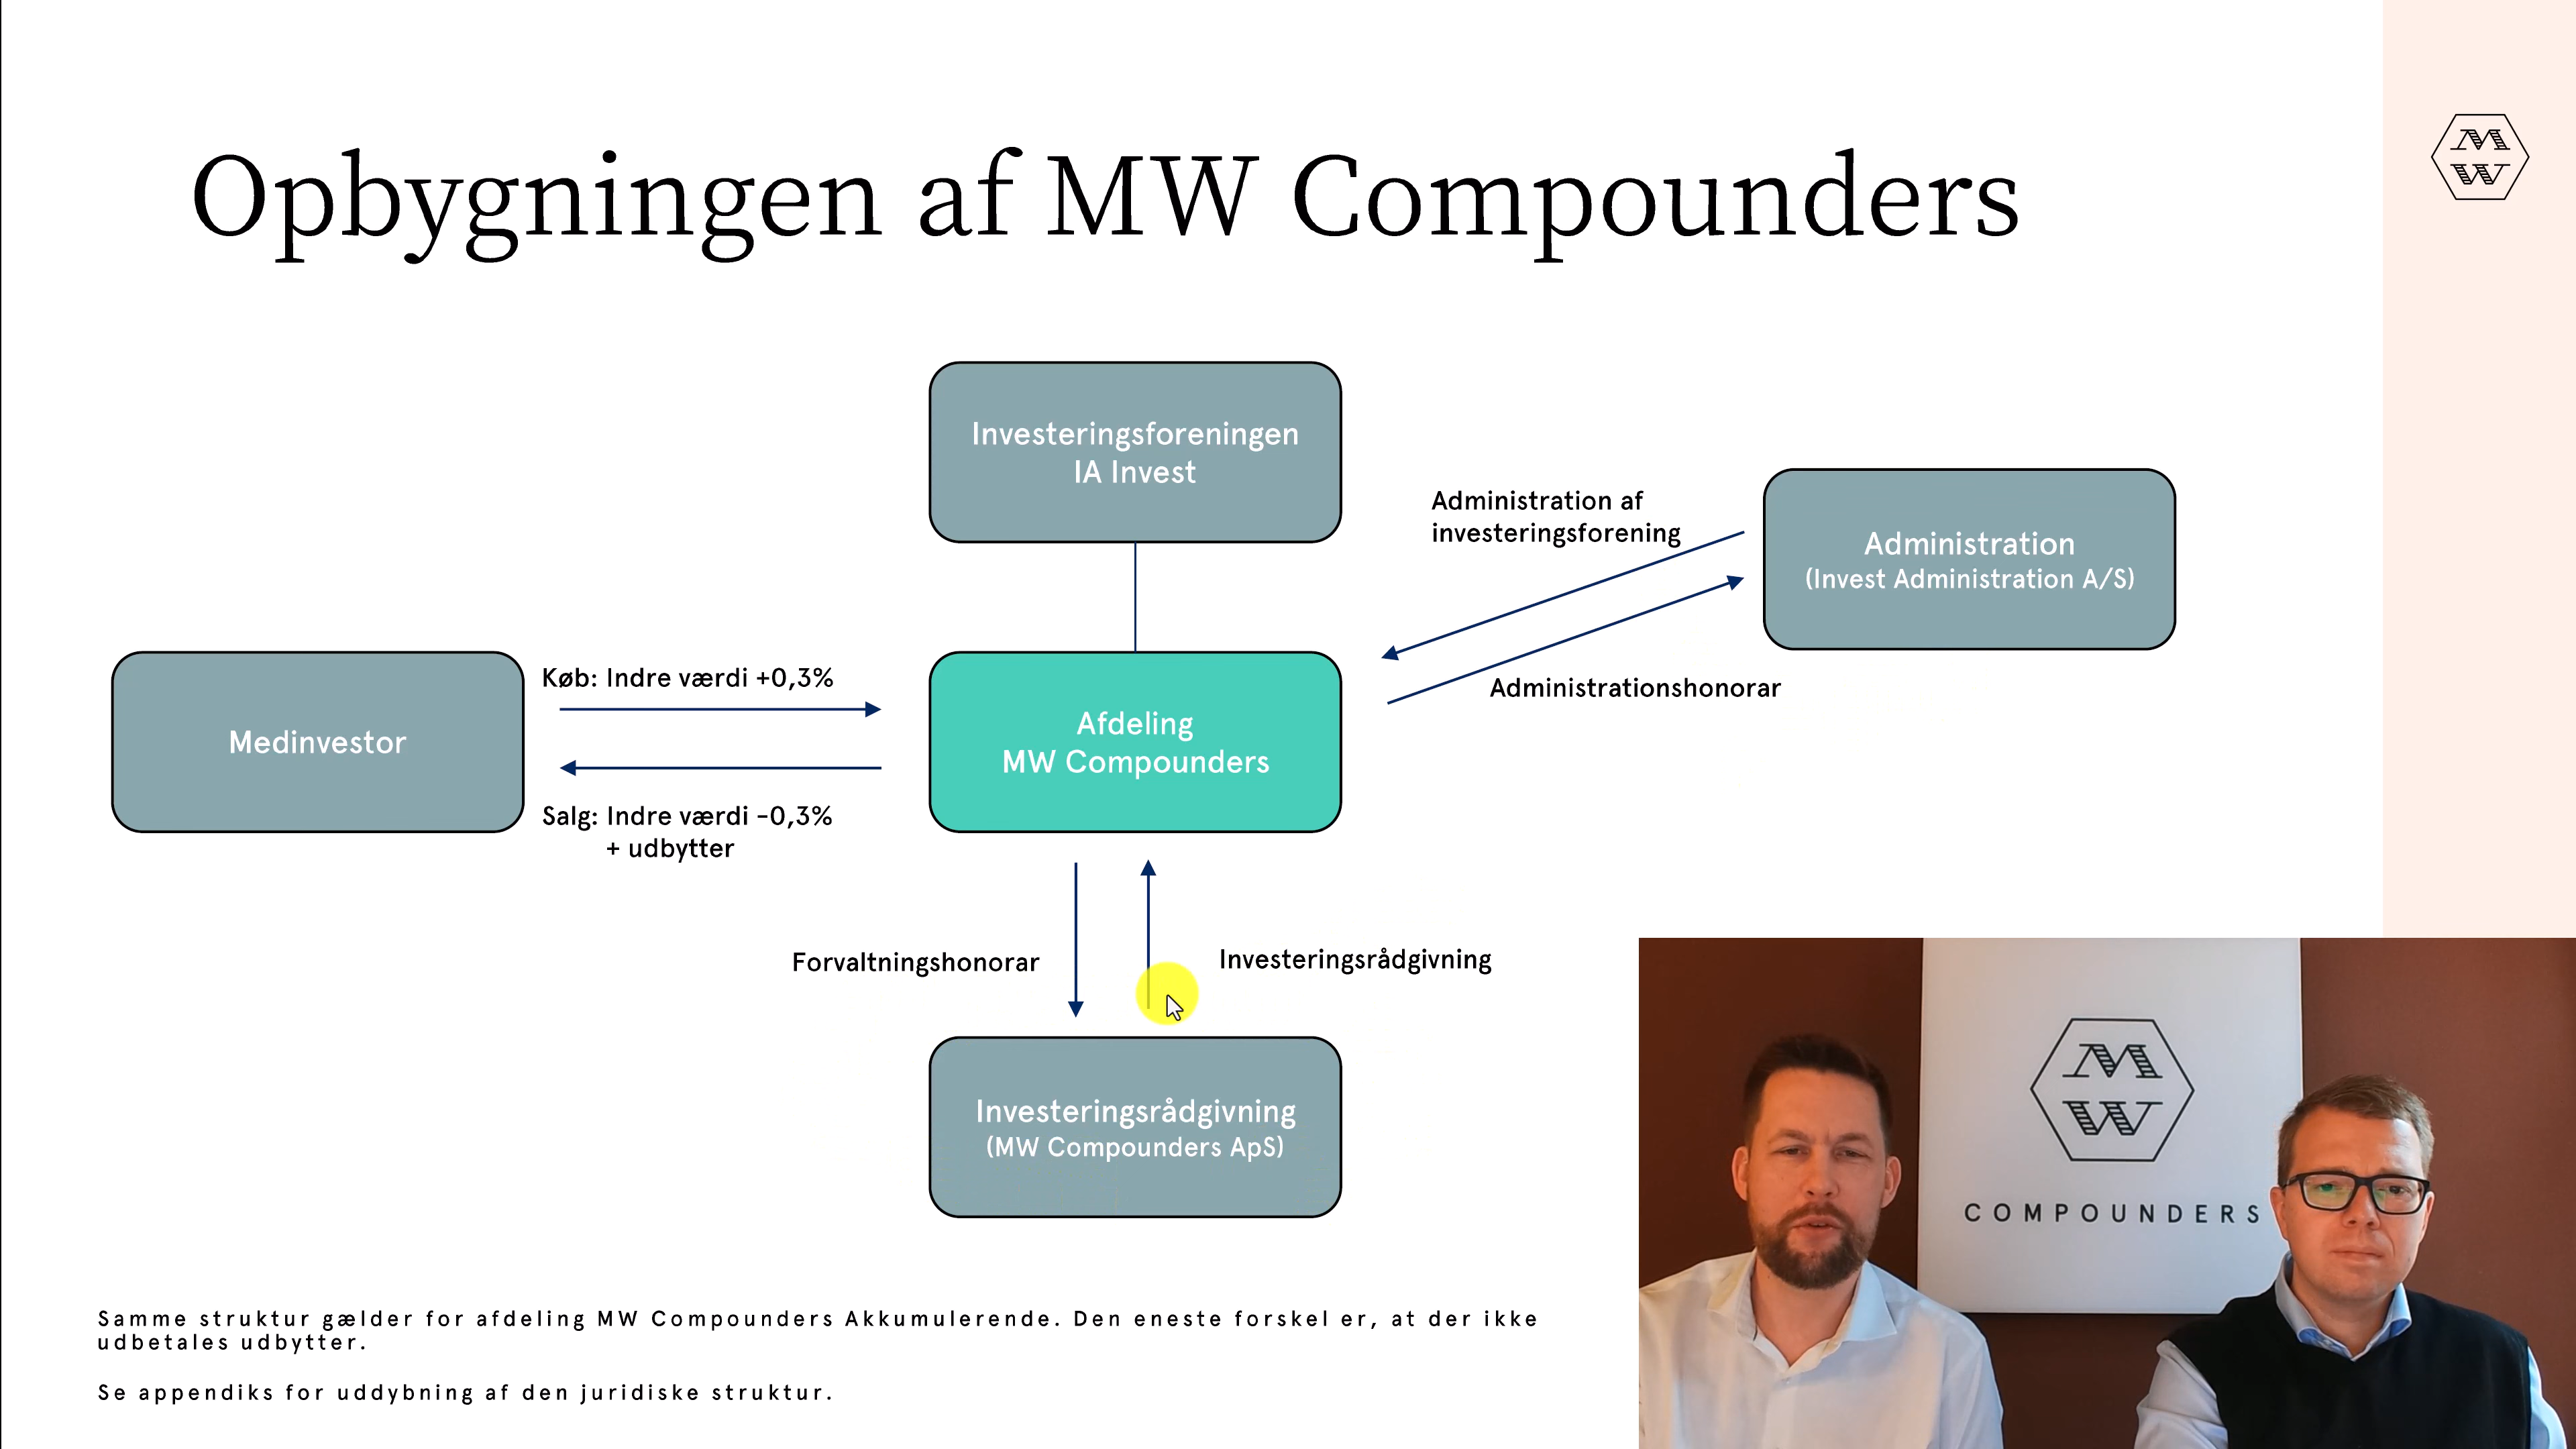 Opbygningen af MW Compounders
M
W
Investeringsforeningen
IA Invest
Administration af
investeringsforening
Administration
(Invest Administration A/S)
Køb: Indre værdi +0,3%
Administrationshonorar
Medinvestor
Afdeling
MW Compounders
Salg: Indre værdi -0,3%
+ udbytter
Forvaltningshonorar
Investeringsrådgivning
Investeringsrådgivning
(MW Compounders ApS)
M
W
COMPOUNDERS
Samme struktur gælder for afdeling MW Compounders Akkumulerende. Den eneste forskel er, at der ikke
udbetales udbytter.
Se appendiks for uddybning af den juridiske struktur.